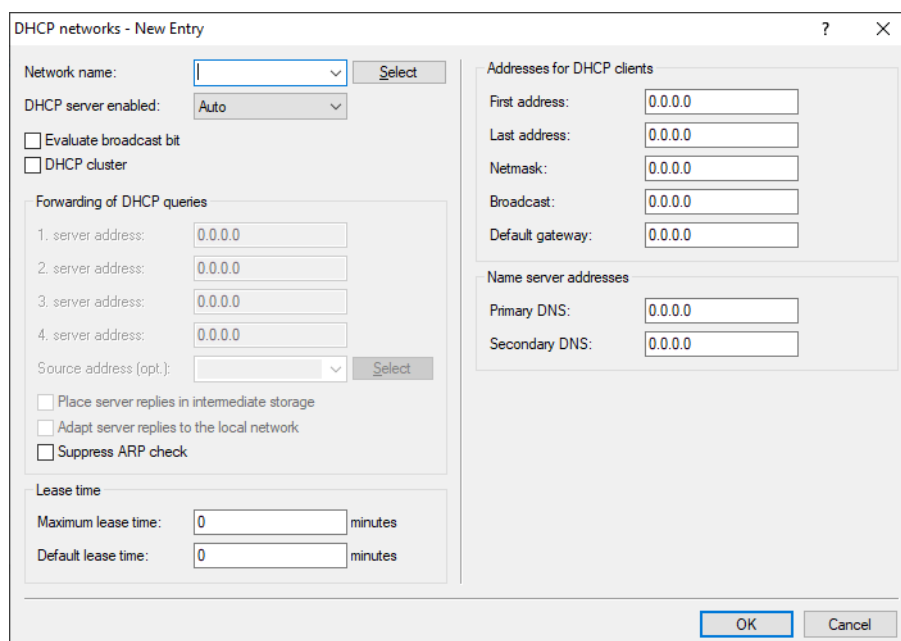 DHCP networks - New Entry
Network name:
Select
DHCP server enabled:
Auto
Evaluate broadcast bit
DHCP cluster
Forwarding of DHCP queries
1. server address:
0.0.0.0
2. server address:
0.0.0.0
3. server address:
0.0.0.0
4. server address:
0.0.0.0
Source address (opt.):
Select
Place server replies in intermediate storage
Adapt server replies to the local network
Suppress ARP check
Lease time
Maximum lease time:
0
minutes
Default lease time:
0
minutes
Addresses for DHCP clients
First address:
0.0.0.0
Last address:
0.0.0.0
Netmask:
0.0.0.0
Broadcast:
0.0.0.0
Default gateway:
0.0.0.0
Name server addresses
Primary DNS:
0.0.0.0
Secondary DNS:
0.0.0.0
OK
Cancel